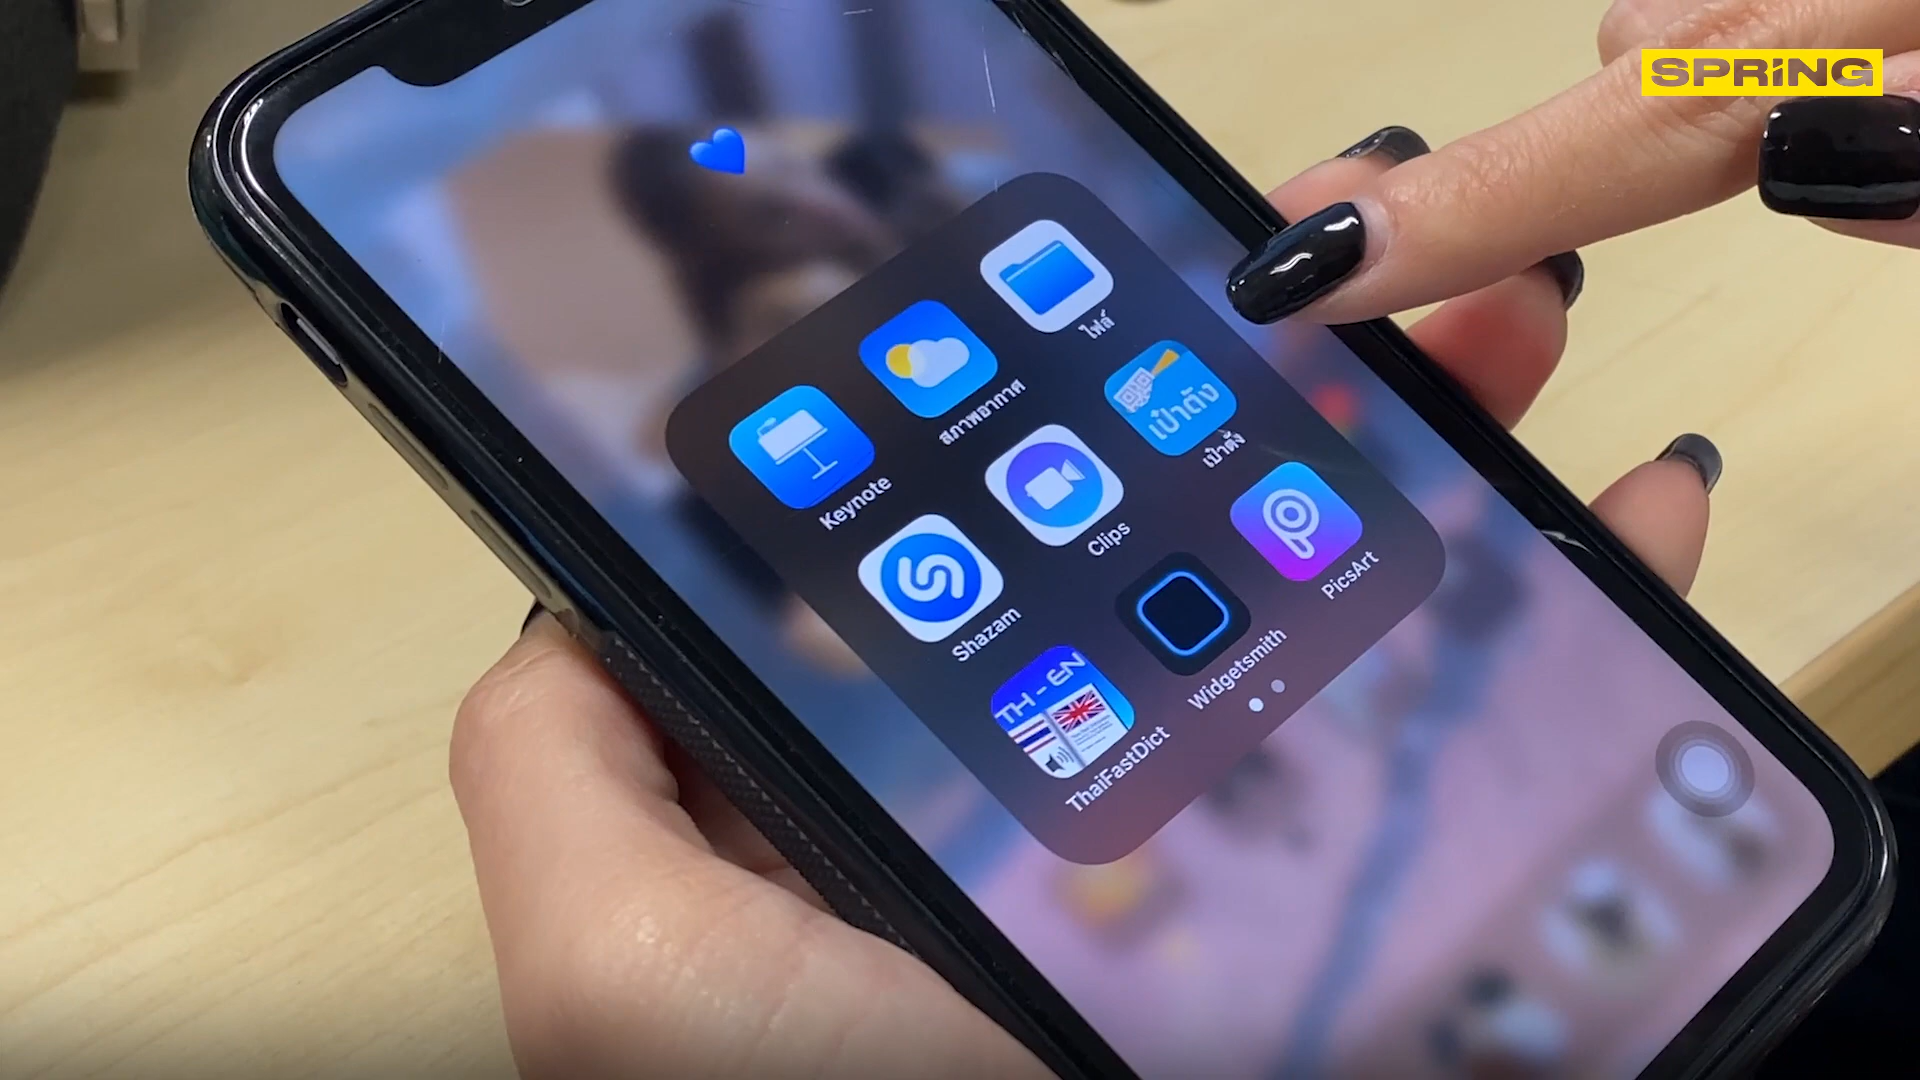 SPRiNG
💙
Keynote
สภาพอากาศ
ไฟล์
Shazam
Clips
เป๋าตัง
เป๋าตัง
TH - EN
ThaiFastDict
Widgetsmith
PicsArt